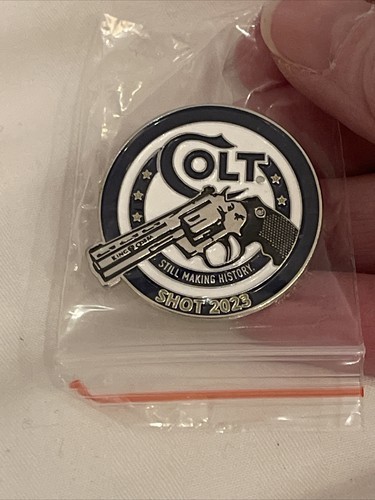 COLT
KING COBRA
STILL MAKING HISTORY.
SHOT 2023